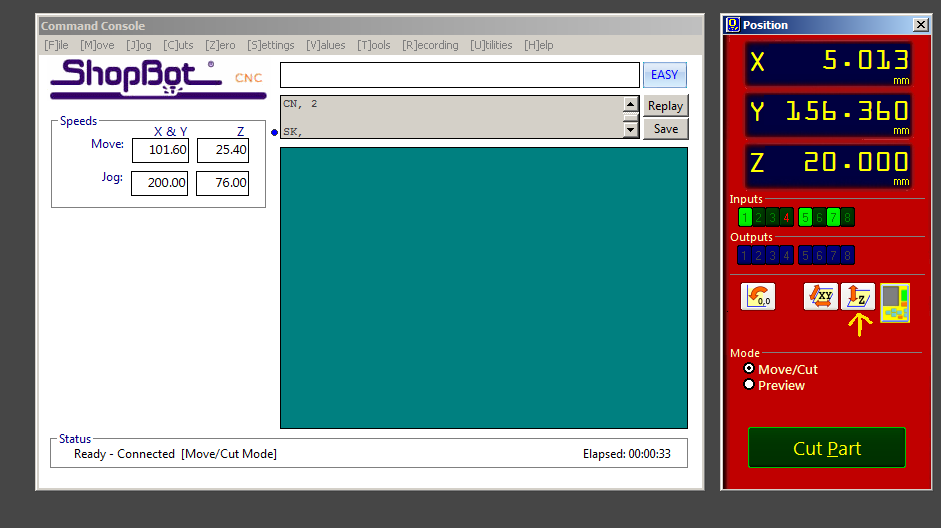 Command Console
[F]ile [M]ove [J]og [C]uts [Z]ero [S]ettings [V]alues [T]ools [R]ecording [U]tilities [H]elp
ShopBot® CNC
EASY
CN, 2
SK,
Replay
Save
Speeds
X & Y Z
Move: 101.60 25.40
Jog: 200.00 76.00
Status
Ready - Connected [Move/Cut Mode] Elapsed: 00:00:33
Position
X 5.013
mm
Y 156.360
mm
Z 20.000
mm
Inputs
1 2 3 4 5 6 7 8
Outputs
1 2 3 4 5 6 7 8
0,0 XY Z
Mode
Move/Cut
Preview
Cut Part